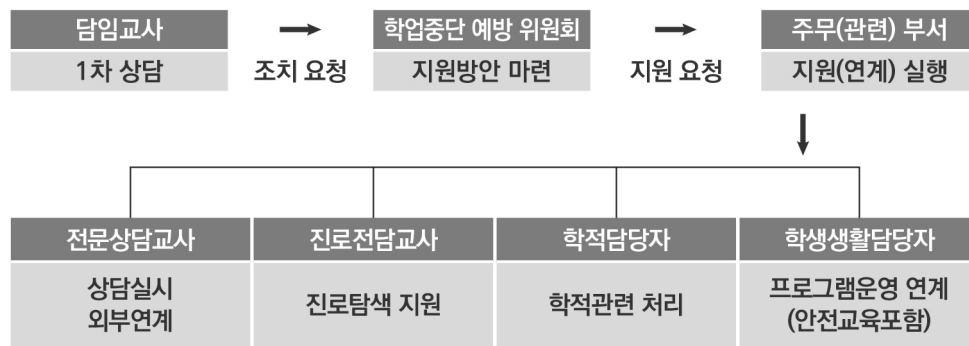 담임교사
1차 상담
조치 요청
학업중단 예방 위원회
지원방안 마련
지원 요청
주무(관련) 부서
지원(연계) 실행
전문상담교사
상담실시
외부연계
진로전담교사
진로탐색 지원
학적담당자
학적관련 처리
학생생활담당자
프로그램운영 연계
(안전교육포함)